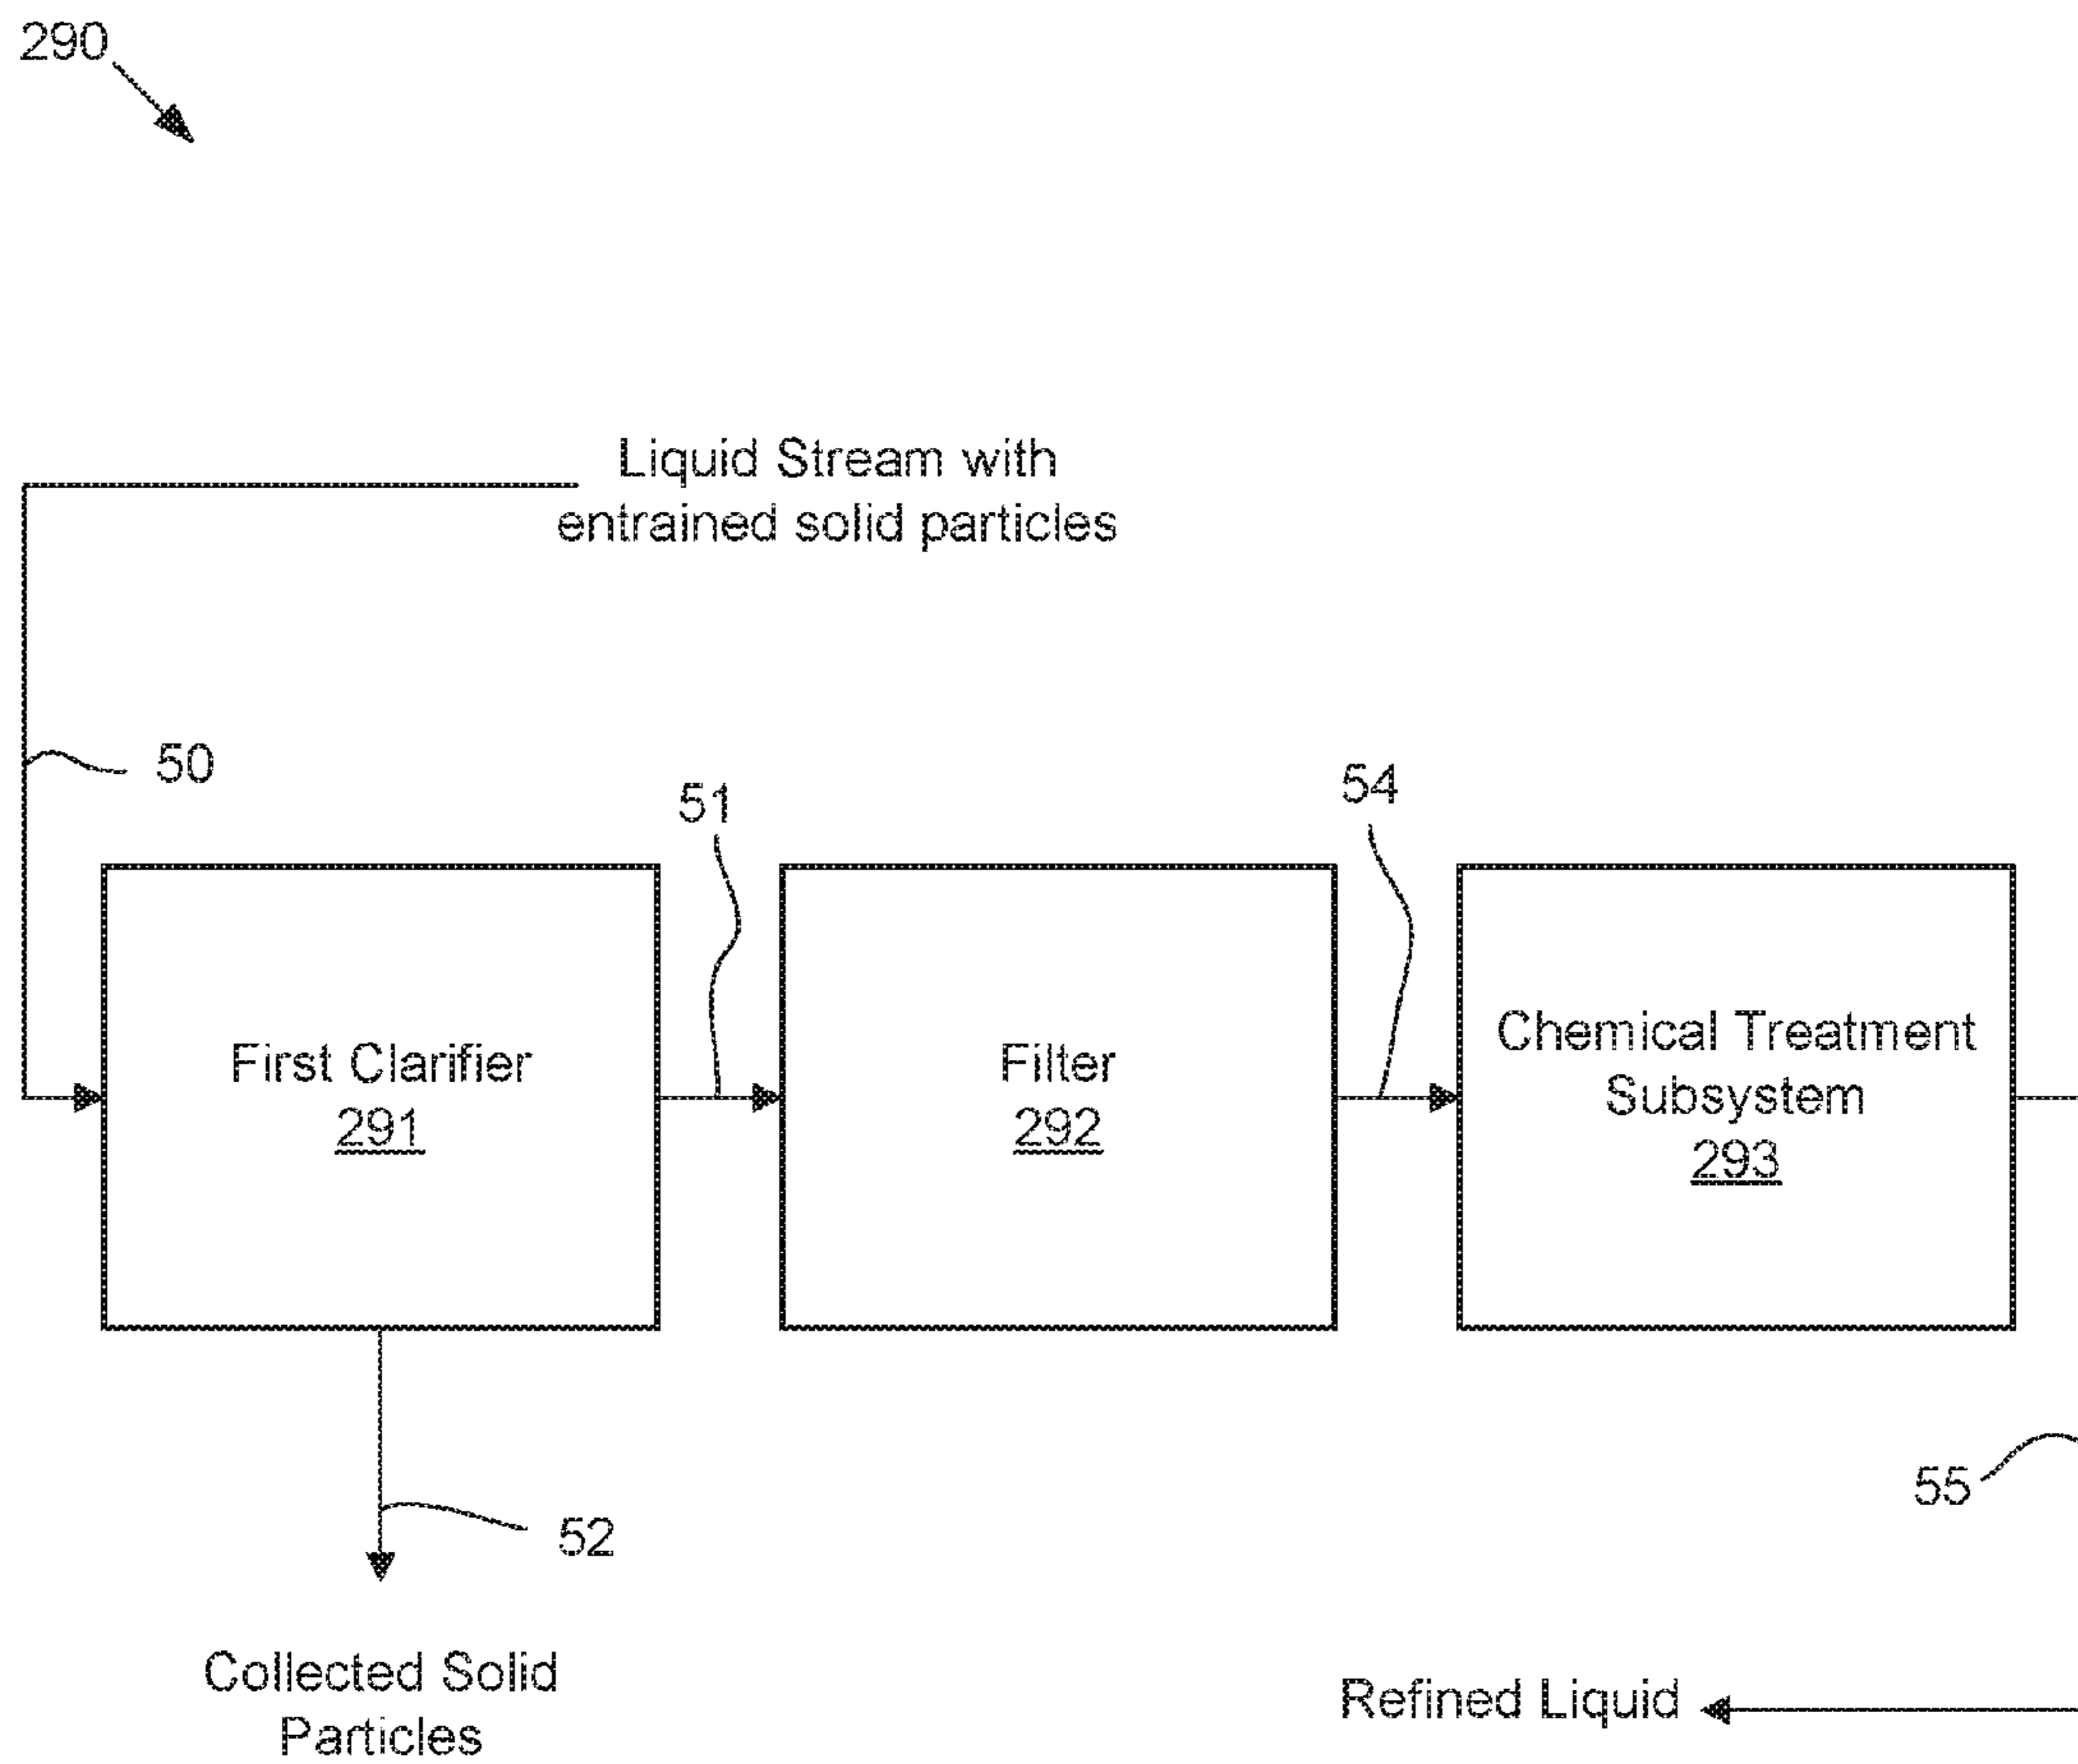 290
Liquid Stream with
entrained solid particles
50
51
54
First Clarifier
291
Filter
292
Chemical Treatment
Subsystem
293
55
52
Collected Solid
Particles
Refined Liquid